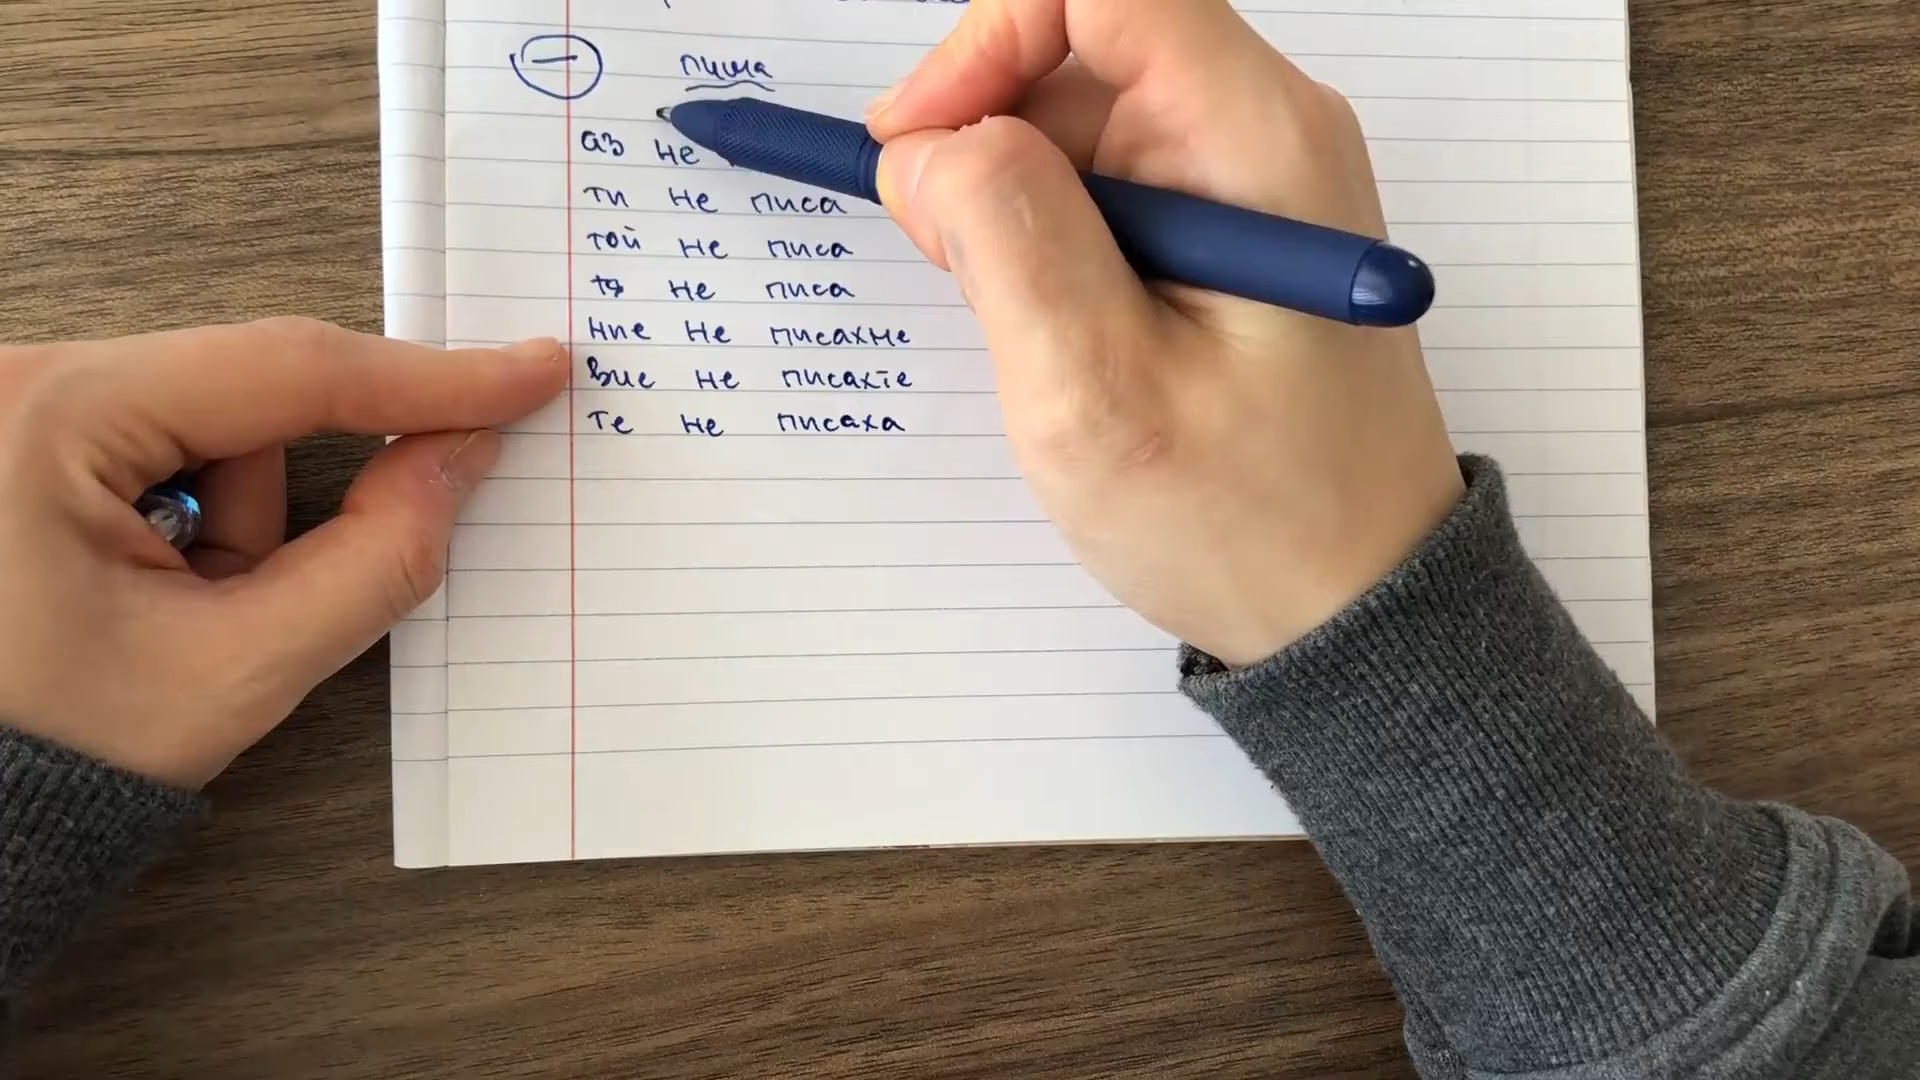 пиша
аз не
ти не писа
той не писа
тя не писа
ние не писахме
вие не писахте
те не писаха